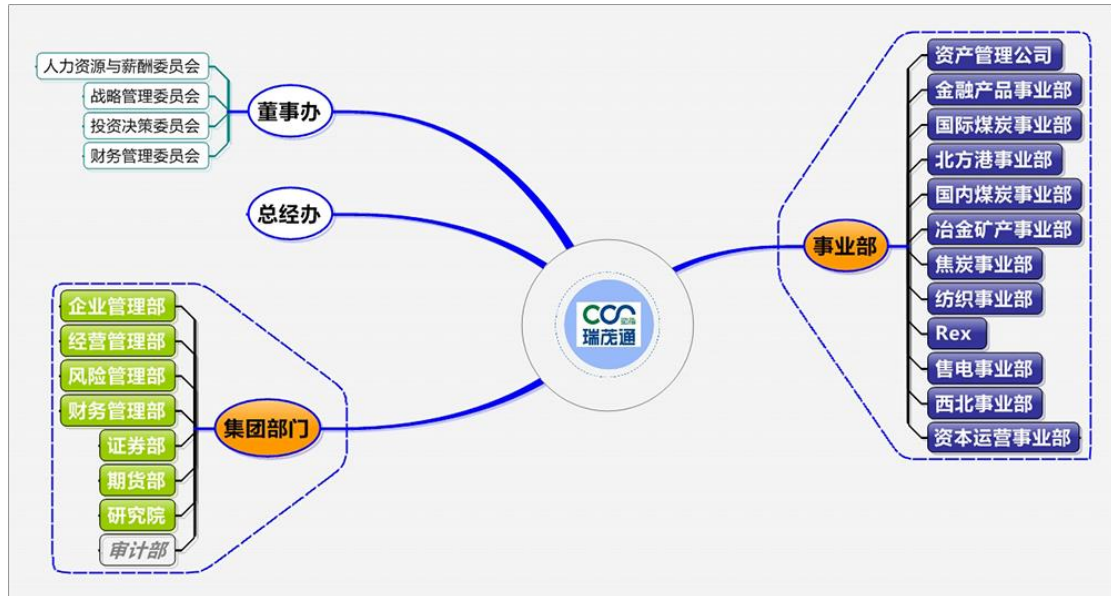 人力资源与薪酬委员会
战略管理委员会
投资决策委员会
财务管理委员会
董事办
总经办
企业管理部
经营管理部
风险管理部
财务管理部
证券部
期货部
研究院
审计部
集团部门
CCS
瑞茂通
事业部
资产管理公司
金融产品事业部
国际煤炭事业部
北方港事业部
国内煤炭事业部
冶金矿产事业部
焦炭事业部
纺织事业部
Rex
售电事业部
西北事业部
资本运营事业部